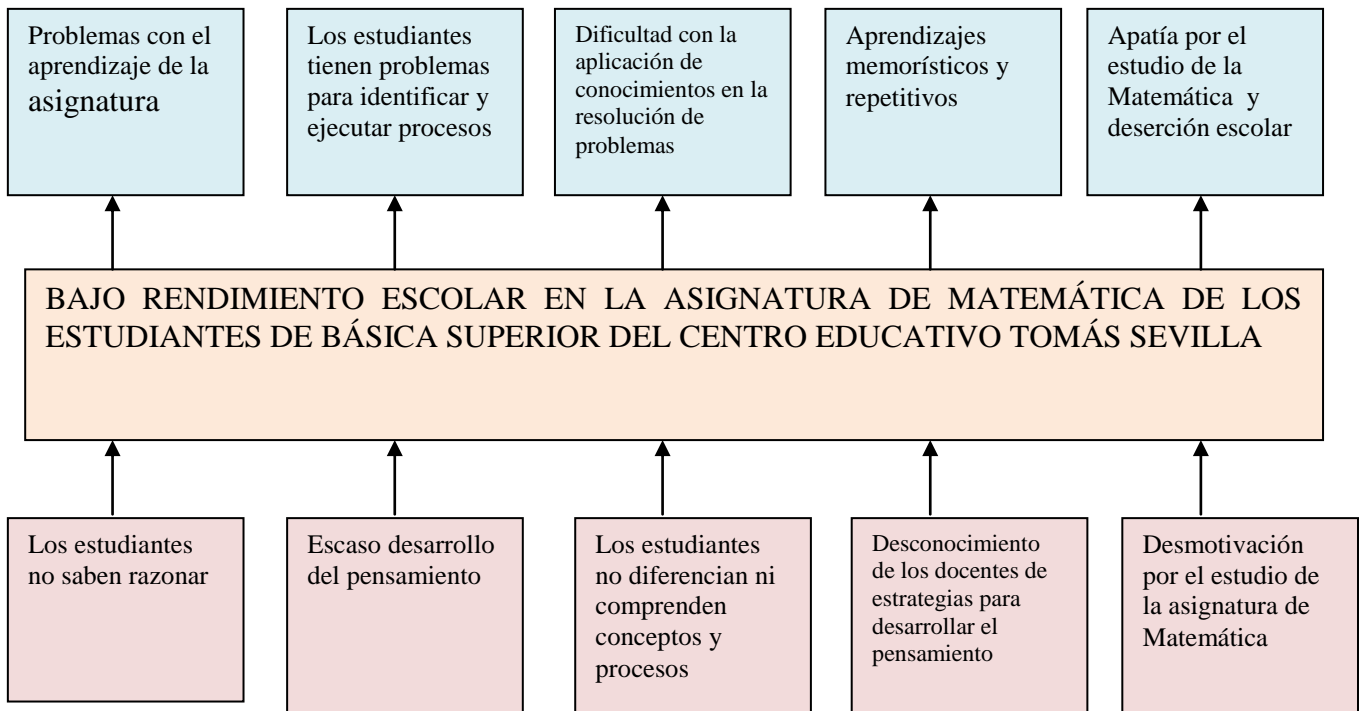 Problemas con el
aprendizaje de la
asignatura
Los estudiantes
tienen problemas
para identificar y
ejecutar procesos
Dificultad con la
aplicación de
conocimientos en la
resolución de
problemas
Aprendizajes
memorísticos y
repetitivos
Apatía por el
estudio de la
Matemática y
deserción escolar
BAJO RENDIMIENTO ESCOLAR EN LA ASIGNATURA DE MATEMÁTICA DE LOS
ESTUDIANTES DE BÁSICA SUPERIOR DEL CENTRO EDUCATIVO TOMÁS SEVILLA
Los estudiantes
no saben razonar
Escaso desarrollo
del pensamiento
Los estudiantes
no diferencian ni
comprenden
conceptos y
procesos
Desconocimiento
de los docentes de
estrategias para
desarrollar el
pensamiento
Desmotivación
por el estudio de
la asignatura de
Matemática